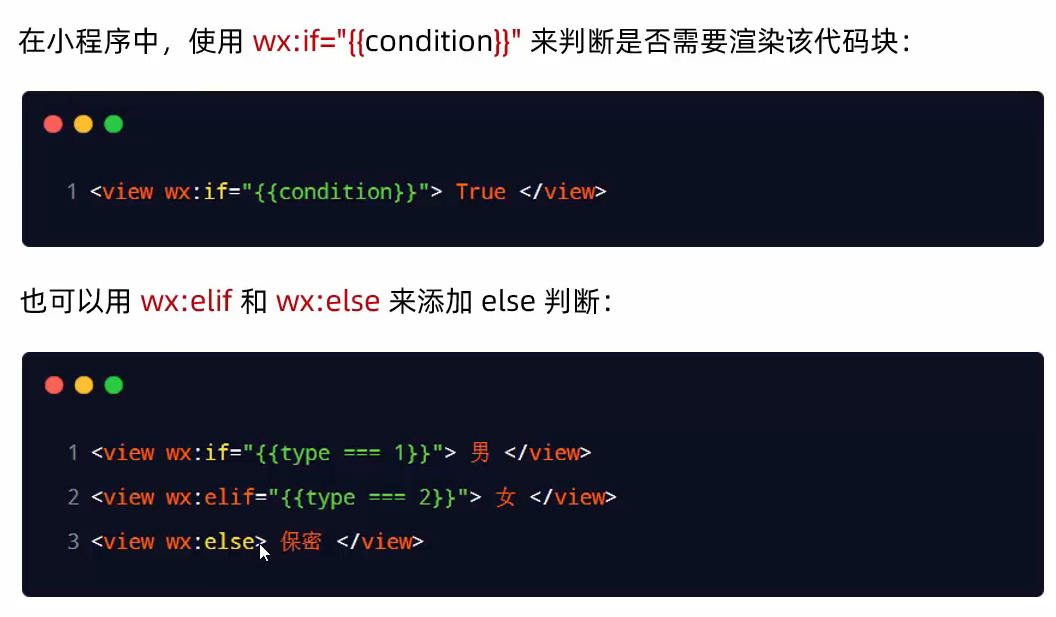 在小程序中，使用 wx:if="{{condition}}" 来判断是否需要渲染该代码块：
1 <view wx:if="{{condition}}"> True </view>
也可以用 wx:elif 和 wx:else 来添加 else 判断：
1 <view wx:if="{{type === 1}}"> 男 </view>
2 <view wx:elif="{{type === 2}}"> 女 </view>
3 <view wx:else> 保密 </view>